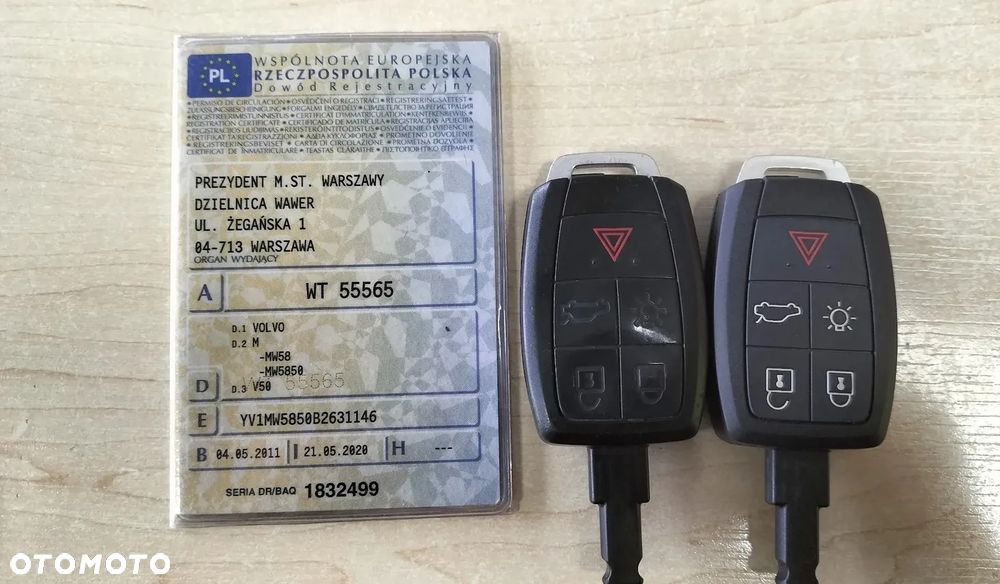 PL
WSPÓLNOTA EUROPEJSKA
RZECZPOSPOLITA POLSKA
Dowód Rejestracyjny
PREZYDENT M.ST. WARSZAWY
DZIELNICA WAWER
UL. ŻEGAŃSKA 1
04-713 WARSZAWA
ORGAN WYDAJĄCY
A WT 55565
D.1 VOLVO
D.2 M
-MW58
-MW5850
D D.3 V50
55565
E YV1MW5850B2631146
B 04.05.2011 I 21.05.2020 H ---
SERIA DR/BAQ 1832499
OTOMOTO